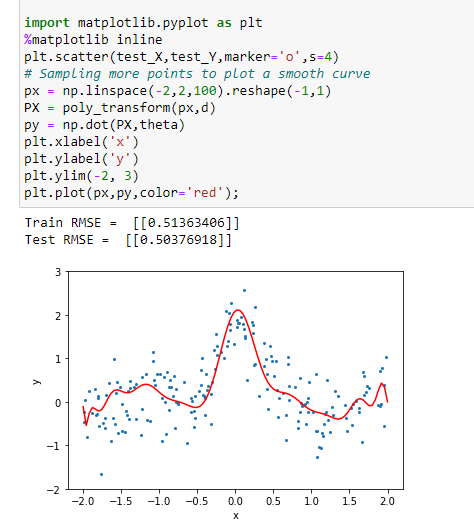 import matplotlib.pyplot as plt
%matplotlib inline
plt.scatter(test_X,test_Y,marker='o',s=4)
# Sampling more points to plot a smooth curve
px = np.linspace(-2,2,100).reshape(-1,1)
PX = poly_transform(px,d)
py = np.dot(PX,theta)
plt.xlabel('x')
plt.ylabel('y')
plt.ylim(-2, 3)
plt.plot(px,py,color='red');
Train RMSE =  [[0.51363406]]
Test RMSE =  [[0.50376918]]
3
2
1
0
−1
−2
y
−2.0 −1.5 −1.0 −0.5 0.0 0.5 1.0 1.5 2.0
x